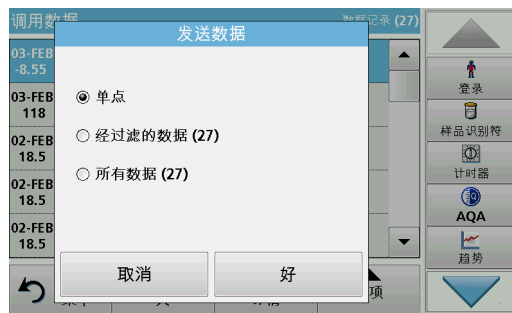 调用数据
数据记录 (27)
发送数据
03-FEB
-8.55
03-FEB
118
02-FEB
18.5
02-FEB
18.5
02-FEB
18.5
单点
经过滤的数据 (27)
所有数据 (27)
取消
好
项
登录
样品识别符
计时器
AQA
趋势